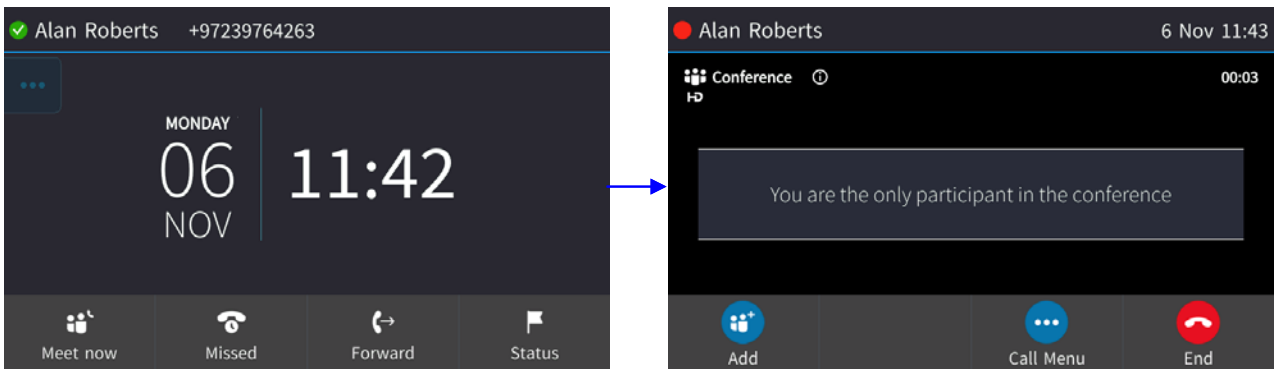 Alan Roberts +97239764263
MONDAY
06
NOV
11:42
Meet now Missed Forward Status
Alan Roberts 6 Nov 11:43
Conference 00:03
HD
You are the only participant in the conference
Add Call Menu End